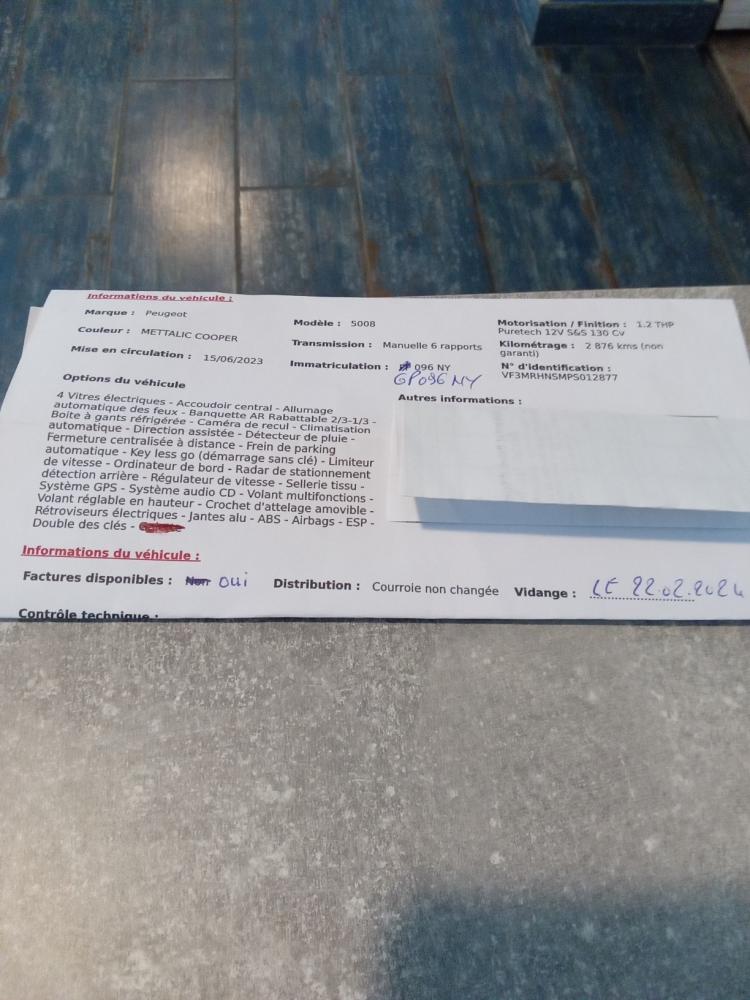 Informations du véhicule :
Marque : Peugeot
Modèle : 5008
Motorisation / Finition : 1.2 THP
Puretech 12V S&S 130 Cv
Couleur : METTALIC COOPER
Transmission : Manuelle 6 rapports
Kilométrage : 2 876 kms (non
garanti)
Mise en circulation : 15/06/2023
Immatriculation : 096 NY
GP096 NY
N° d'identification :
VF3MRHNSMPS012877
Options du véhicule
Autres informations :
4 Vitres électriques - Accoudoir central - Allumage
automatique des feux - Banquette AR Rabattable 2/3-1/3 -
Boite à gants réfrigérée - Caméra de recul - Climatisation
automatique - Direction assistée - Détecteur de pluie -
Fermeture centralisée à distance - Frein de parking
automatique - Key less go (démarrage sans clé) - Limiteur
de vitesse - Ordinateur de bord - Radar de stationnement
détection arrière - Régulateur de vitesse - Sellerie tissu -
Système GPS - Système audio CD - Volant multifonctions -
Volant réglable en hauteur - Crochet d'attelage amovible -
Rétroviseurs électriques - Jantes alu - ABS - Airbags - ESP -
Double des clés -
Informations du véhicule :
Factures disponibles : Non oui
Distribution : Courroie non changée
Vidange : LE 22.02.2024
Contrôle technique :